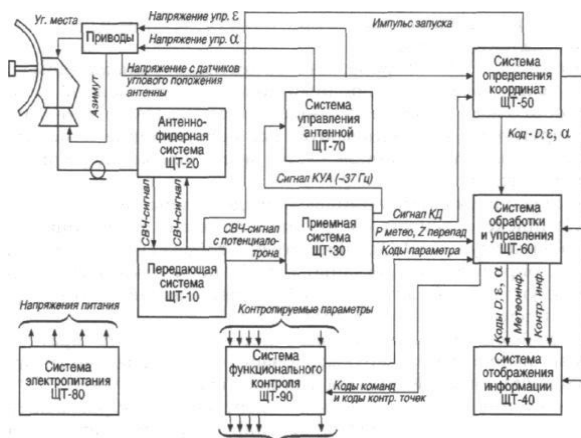 Уг. места
Приводы
Напряжение упр. ε
Напряжение упр. α
Импульс запуска
Напряжение с датчиков
углового положения
антенны
Азимут
Антенно-
фидерная
система
ЩТ-20
Система
управления
антенной
ЩТ-70
Система
определения
координат
ЩТ-50
Код - D, ε, α
Сигнал КУА (~37 Гц)
СВЧ-сигнал
СВЧ-сигнал
СВЧ-сигнал
с потенциало-
трона
Приемная
система
ЩТ-30
Сигнал КД
P метео, Z перепад
Коды параметра
Система
обработки
и управления
ЩТ-60
Передающая
система
ЩТ-10
Напряжения питания
Контролируемые параметры
Коды D, ε, α
Метеоинф.
Контр. инф.
Система
электропитания
ЩТ-80
Система
функционального
контроля
ЩТ-90
Коды команд
и коды контр. точек
Система
отображения
информации
ЩТ-40